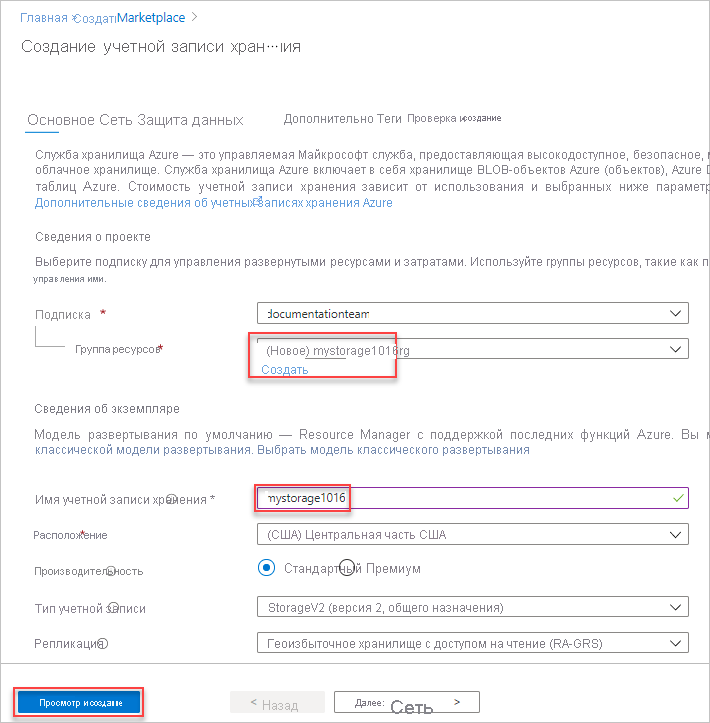 Главная > Создать Marketplace >
Создание учетной записи хран···ия
Основное Сеть Защита данных Дополнительно Теги Проверка и создание
Служба хранилища Azure — это управляемая Майкрософт служба, предоставляющая высокодоступное, безопасное,
облачное хранилище. Служба хранилища Azure включает в себя хранилище BLOB-объектов Azure (объектов), Azure
таблиц Azure. Стоимость учетной записи хранения зависит от использования и выбранных ниже параметр
Дополнительные сведения об учетных записях хранения Azure
Сведения о проекте
Выберите подписку для управления развернутыми ресурсами и затратами. Используйте группы ресурсов, такие как п
управления ими.
Подписка * documentationteam
Группа ресурсов* (Новое) mystorage1016rg
Создать
Сведения об экземпляре
Модель развертывания по умолчанию — Resource Manager с поддержкой последних функций Azure. Вы м
классической модели развертывания. Выбрать модель классического развертывания
Имя учетной записи хранения * mystorage1016
Расположение* (США) Центральная часть США
Производительность Стандартный Премиум
Тип учетной записи StorageV2 (версия 2, общего назначения)
Репликация Геоизбыточное хранилище с доступом на чтение (RA-GRS)
Просмотр и создание < Назад Далее: Сеть >